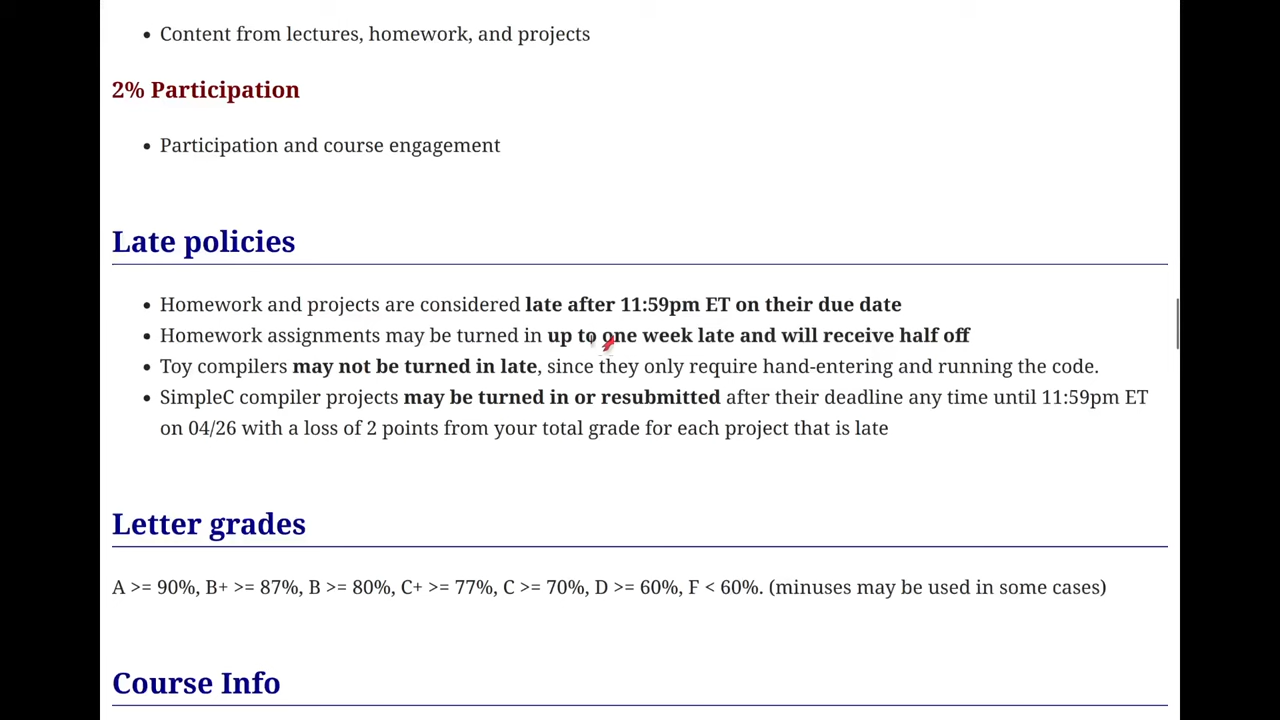 • Content from lectures, homework, and projects
2% Participation
• Participation and course engagement
Late policies
• Homework and projects are considered late after 11:59pm ET on their due date
• Homework assignments may be turned in up to one week late and will receive half off
• Toy compilers may not be turned in late, since they only require hand-entering and running the code.
• SimpleC compiler projects may be turned in or resubmitted after their deadline any time until 11:59pm ET
on 04/26 with a loss of 2 points from your total grade for each project that is late
Letter grades
A >= 90%, B+ >= 87%, B >= 80%, C+ >= 77%, C >= 70%, D >= 60%, F < 60%. (minuses may be used in some cases)
Course Info